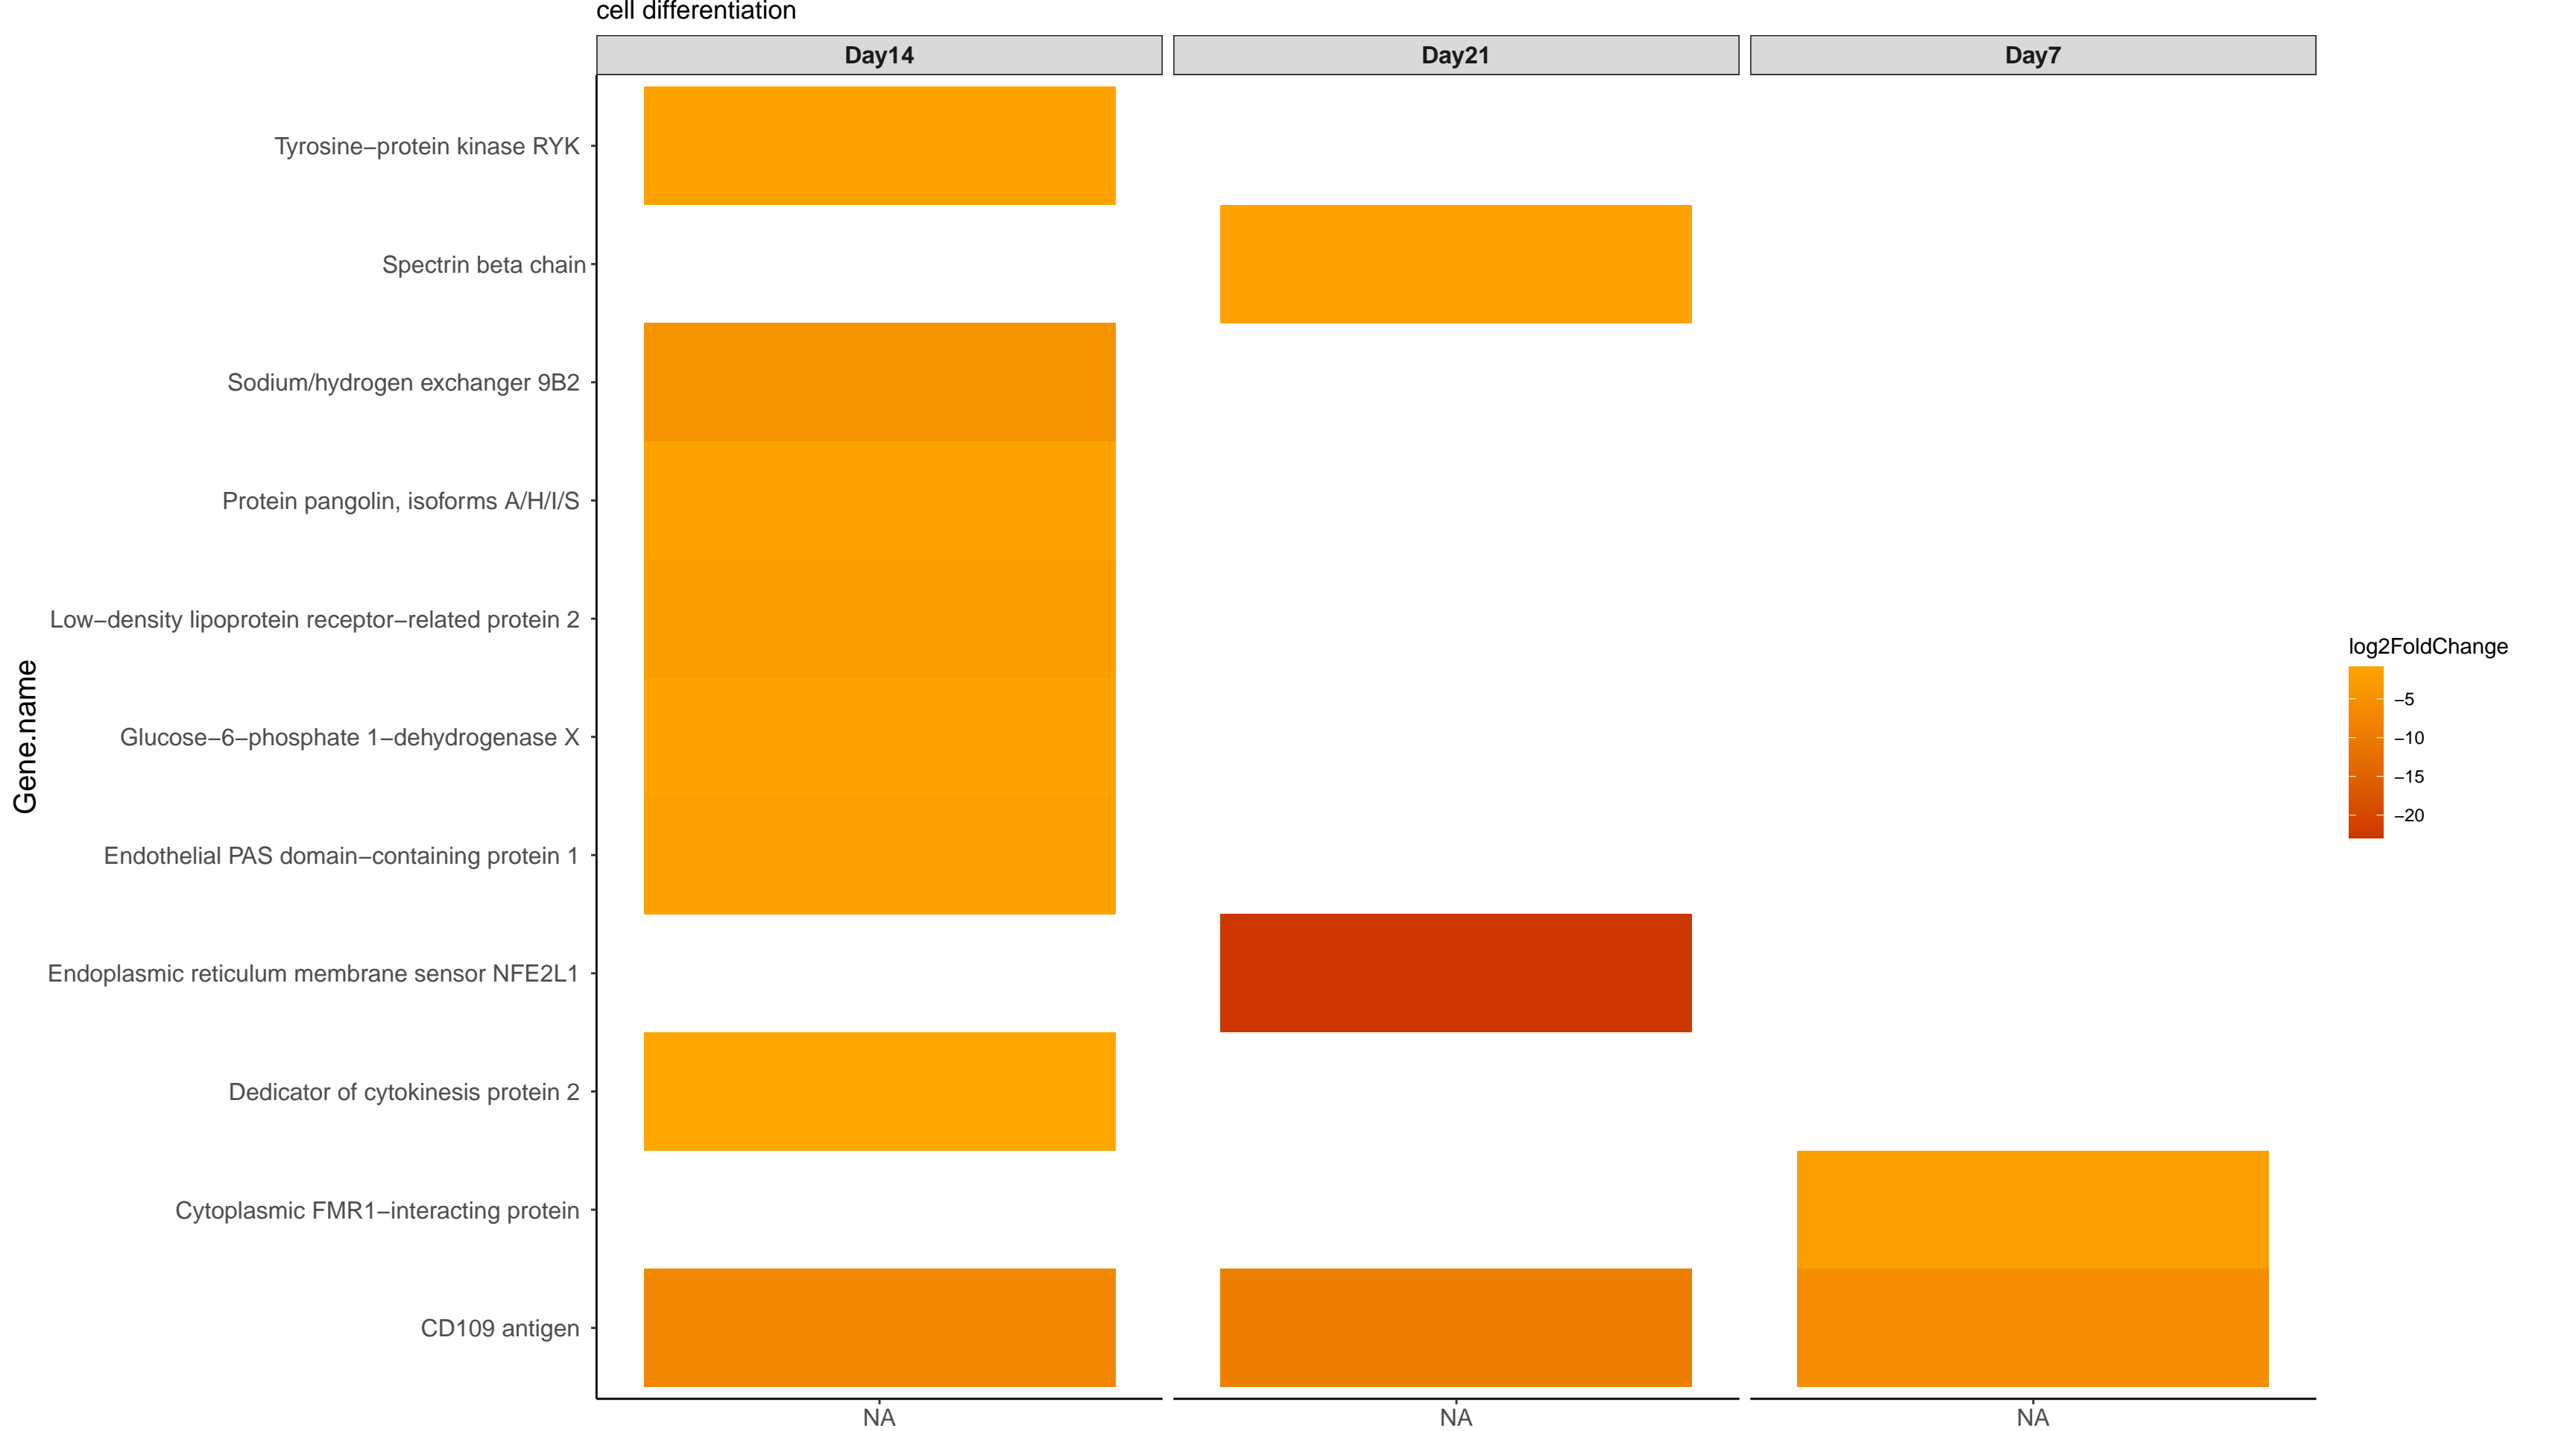 cell differentiation
Day14
Day21
Day7
Tyrosine−protein kinase RYK
Spectrin beta chain
Sodium/hydrogen exchanger 9B2
Protein pangolin, isoforms A/H/I/S
Low−density lipoprotein receptor−related protein 2
Glucose−6−phosphate 1−dehydrogenase X
Endothelial PAS domain−containing protein 1
Endoplasmic reticulum membrane sensor NFE2L1
Dedicator of cytokinesis protein 2
Cytoplasmic FMR1−interacting protein
CD109 antigen
Gene.name
NA
NA
NA
log2FoldChange
−5
−10
−15
−20